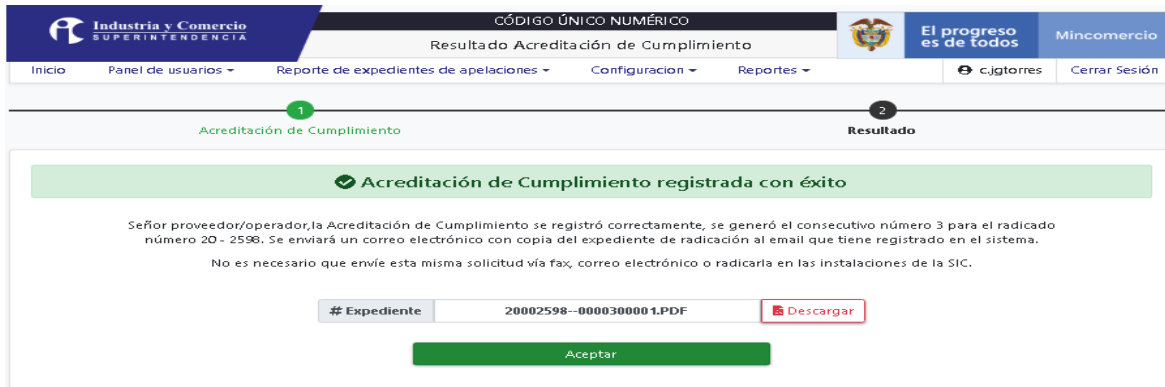 Industria y Comercio
SUPERINTENDENCIA
CÓDIGO ÚNICO NUMÉRICO
Resultado Acreditación de Cumplimiento
El progreso
es de todos
Mincomercio
Inicio Panel de usuarios Reporte de expedientes de apelaciones Configuracion Reportes c.jgtorres Cerrar Sesión
1 2
Acreditación de Cumplimiento Resultado
Acreditación de Cumplimiento registrada con éxito
Señor proveedor/operador,la Acreditación de Cumplimiento se registró correctamente, se generó el consecutivo número 3 para el radicado
número 20 - 2598. Se enviará un correo electrónico con copia del expediente de radicación al email que tiene registrado en el sistema.
No es necesario que envíe esta misma solicitud vía fax, correo electrónico o radicarla en las instalaciones de la SIC.
# Expediente 20002598--0000300001.PDF Descargar
Aceptar